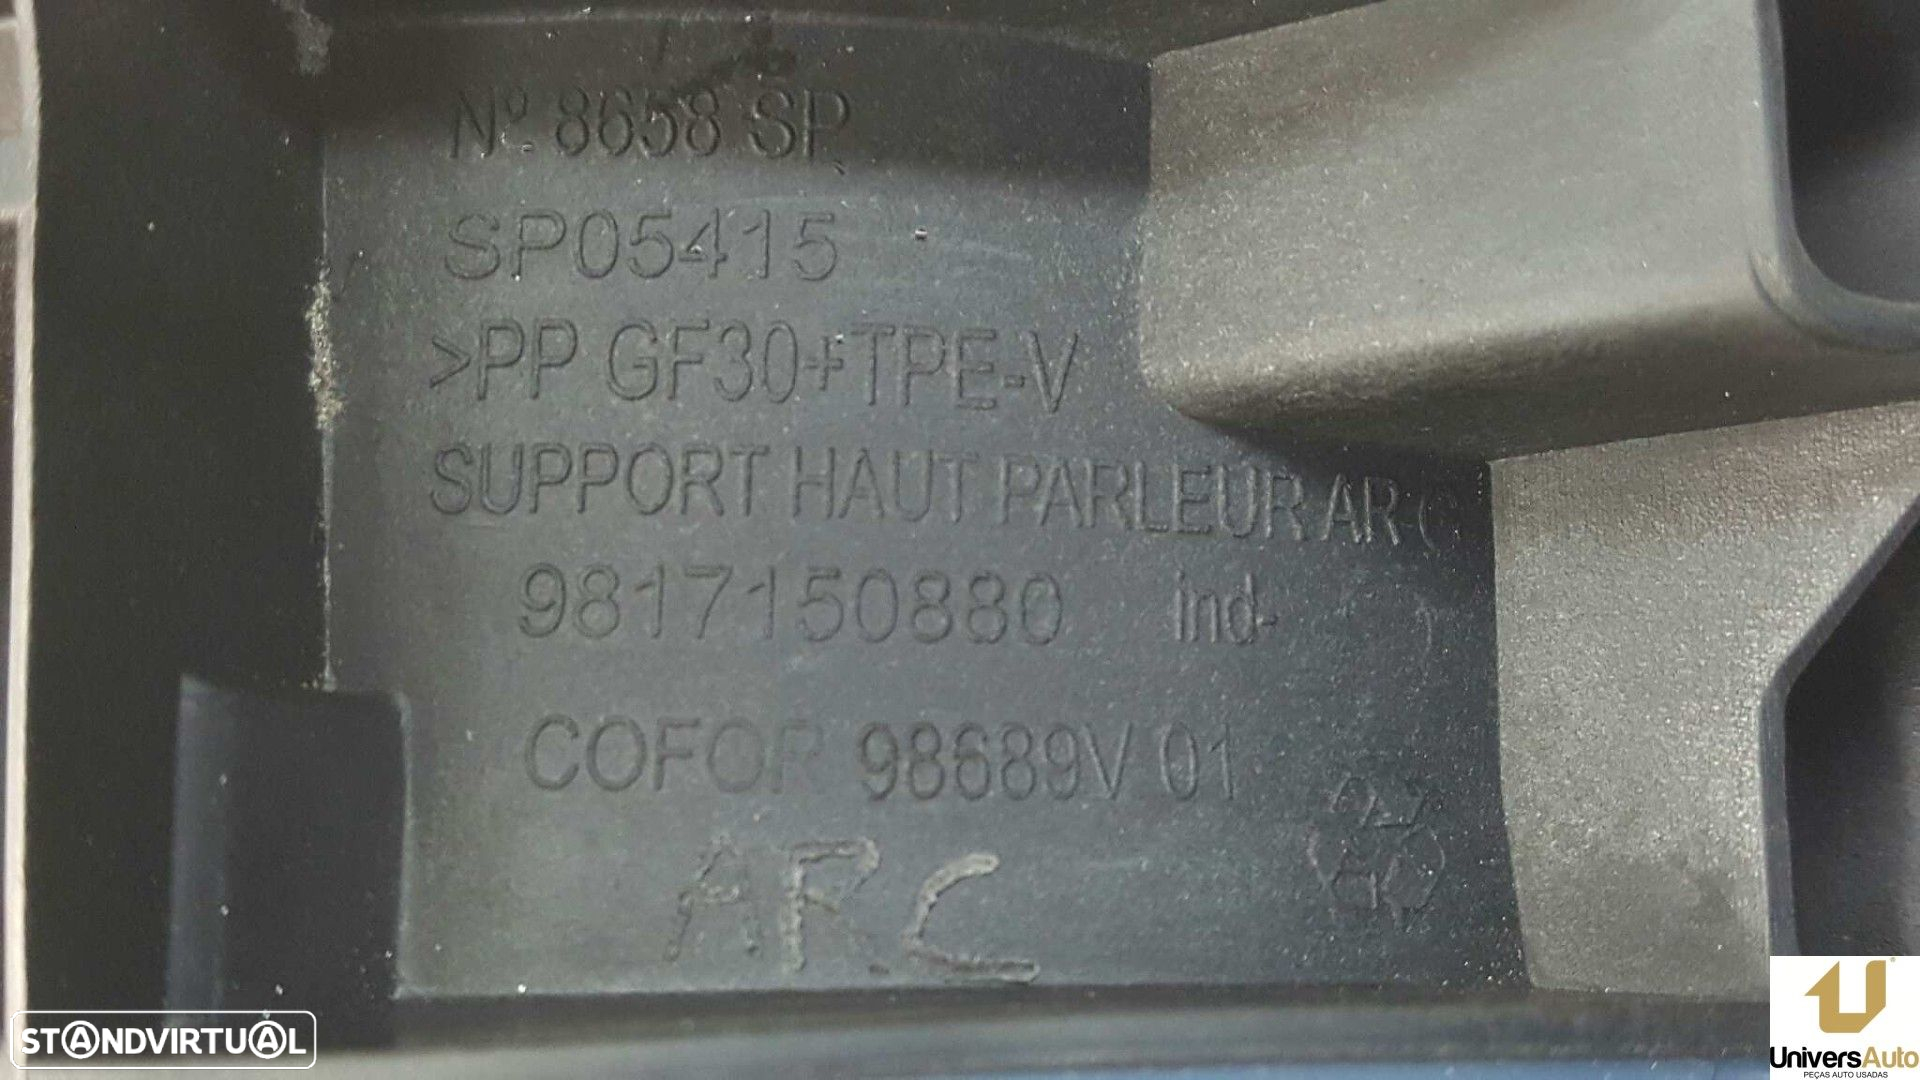 Nº. 8658 SP
SP05415
>PP GF30+TPE-V
SUPPORT HAUT PARLEUR AR-G
9817150880 ind-
COFOR 98689V 01
ARC
STANDVIRTUAL
UniversAuto
PEÇAS AUTO USADAS